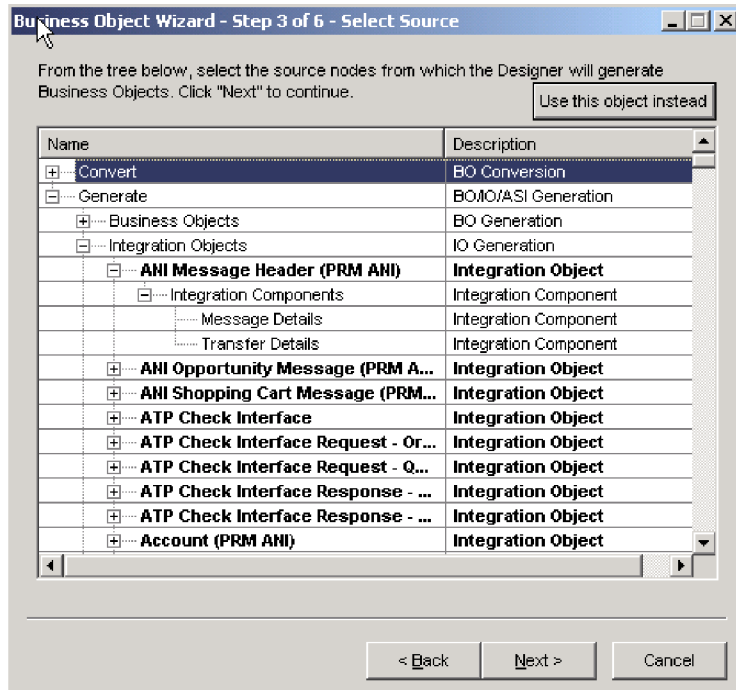 Business Object Wizard - Step 3 of 6 - Select Source
From the tree below, select the source nodes from which the Designer will generate
Business Objects. Click "Next" to continue.
Use this object instead
Name Description
Convert BO Conversion
Generate BO/IO/ASI Generation
Business Objects BO Generation
Integration Objects IO Generation
ANI Message Header (PRM ANI) Integration Object
Integration Components Integration Component
Message Details Integration Component
Transfer Details Integration Component
ANI Opportunity Message (PRM A... Integration Object
ANI Shopping Cart Message (PRM... Integration Object
ATP Check Interface Integration Object
ATP Check Interface Request - Or... Integration Object
ATP Check Interface Request - Q... Integration Object
ATP Check Interface Response - ... Integration Object
ATP Check Interface Response - ... Integration Object
Account (PRM ANI) Integration Object
< Back Next > Cancel